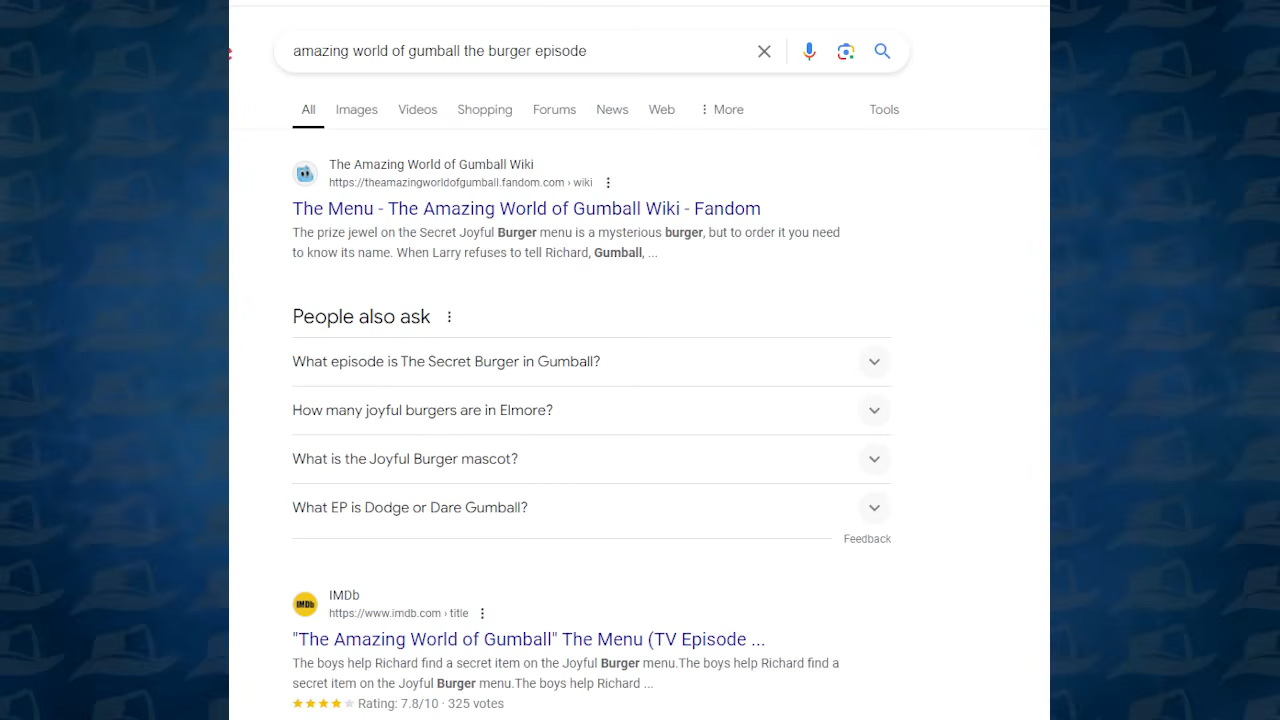 amazing world of gumball the burger episode
All Images Videos Shopping Forums News Web More Tools
The Amazing World of Gumball Wiki
https://theamazingworldofgumball.fandom.com › wiki
The Menu - The Amazing World of Gumball Wiki - Fandom
The prize jewel on the Secret Joyful Burger menu is a mysterious burger, but to order it you need
to know its name. When Larry refuses to tell Richard, Gumball, ...
People also ask
What episode is The Secret Burger in Gumball?
How many joyful burgers are in Elmore?
What is the Joyful Burger mascot?
What EP is Dodge or Dare Gumball?
Feedback
IMDb
IMDb
https://www.imdb.com › title
"The Amazing World of Gumball" The Menu (TV Episode ...
The boys help Richard find a secret item on the Joyful Burger menu.The boys help Richard find a
secret item on the Joyful Burger menu.The boys help Richard ...
Rating: 7.8/10 · 325 votes